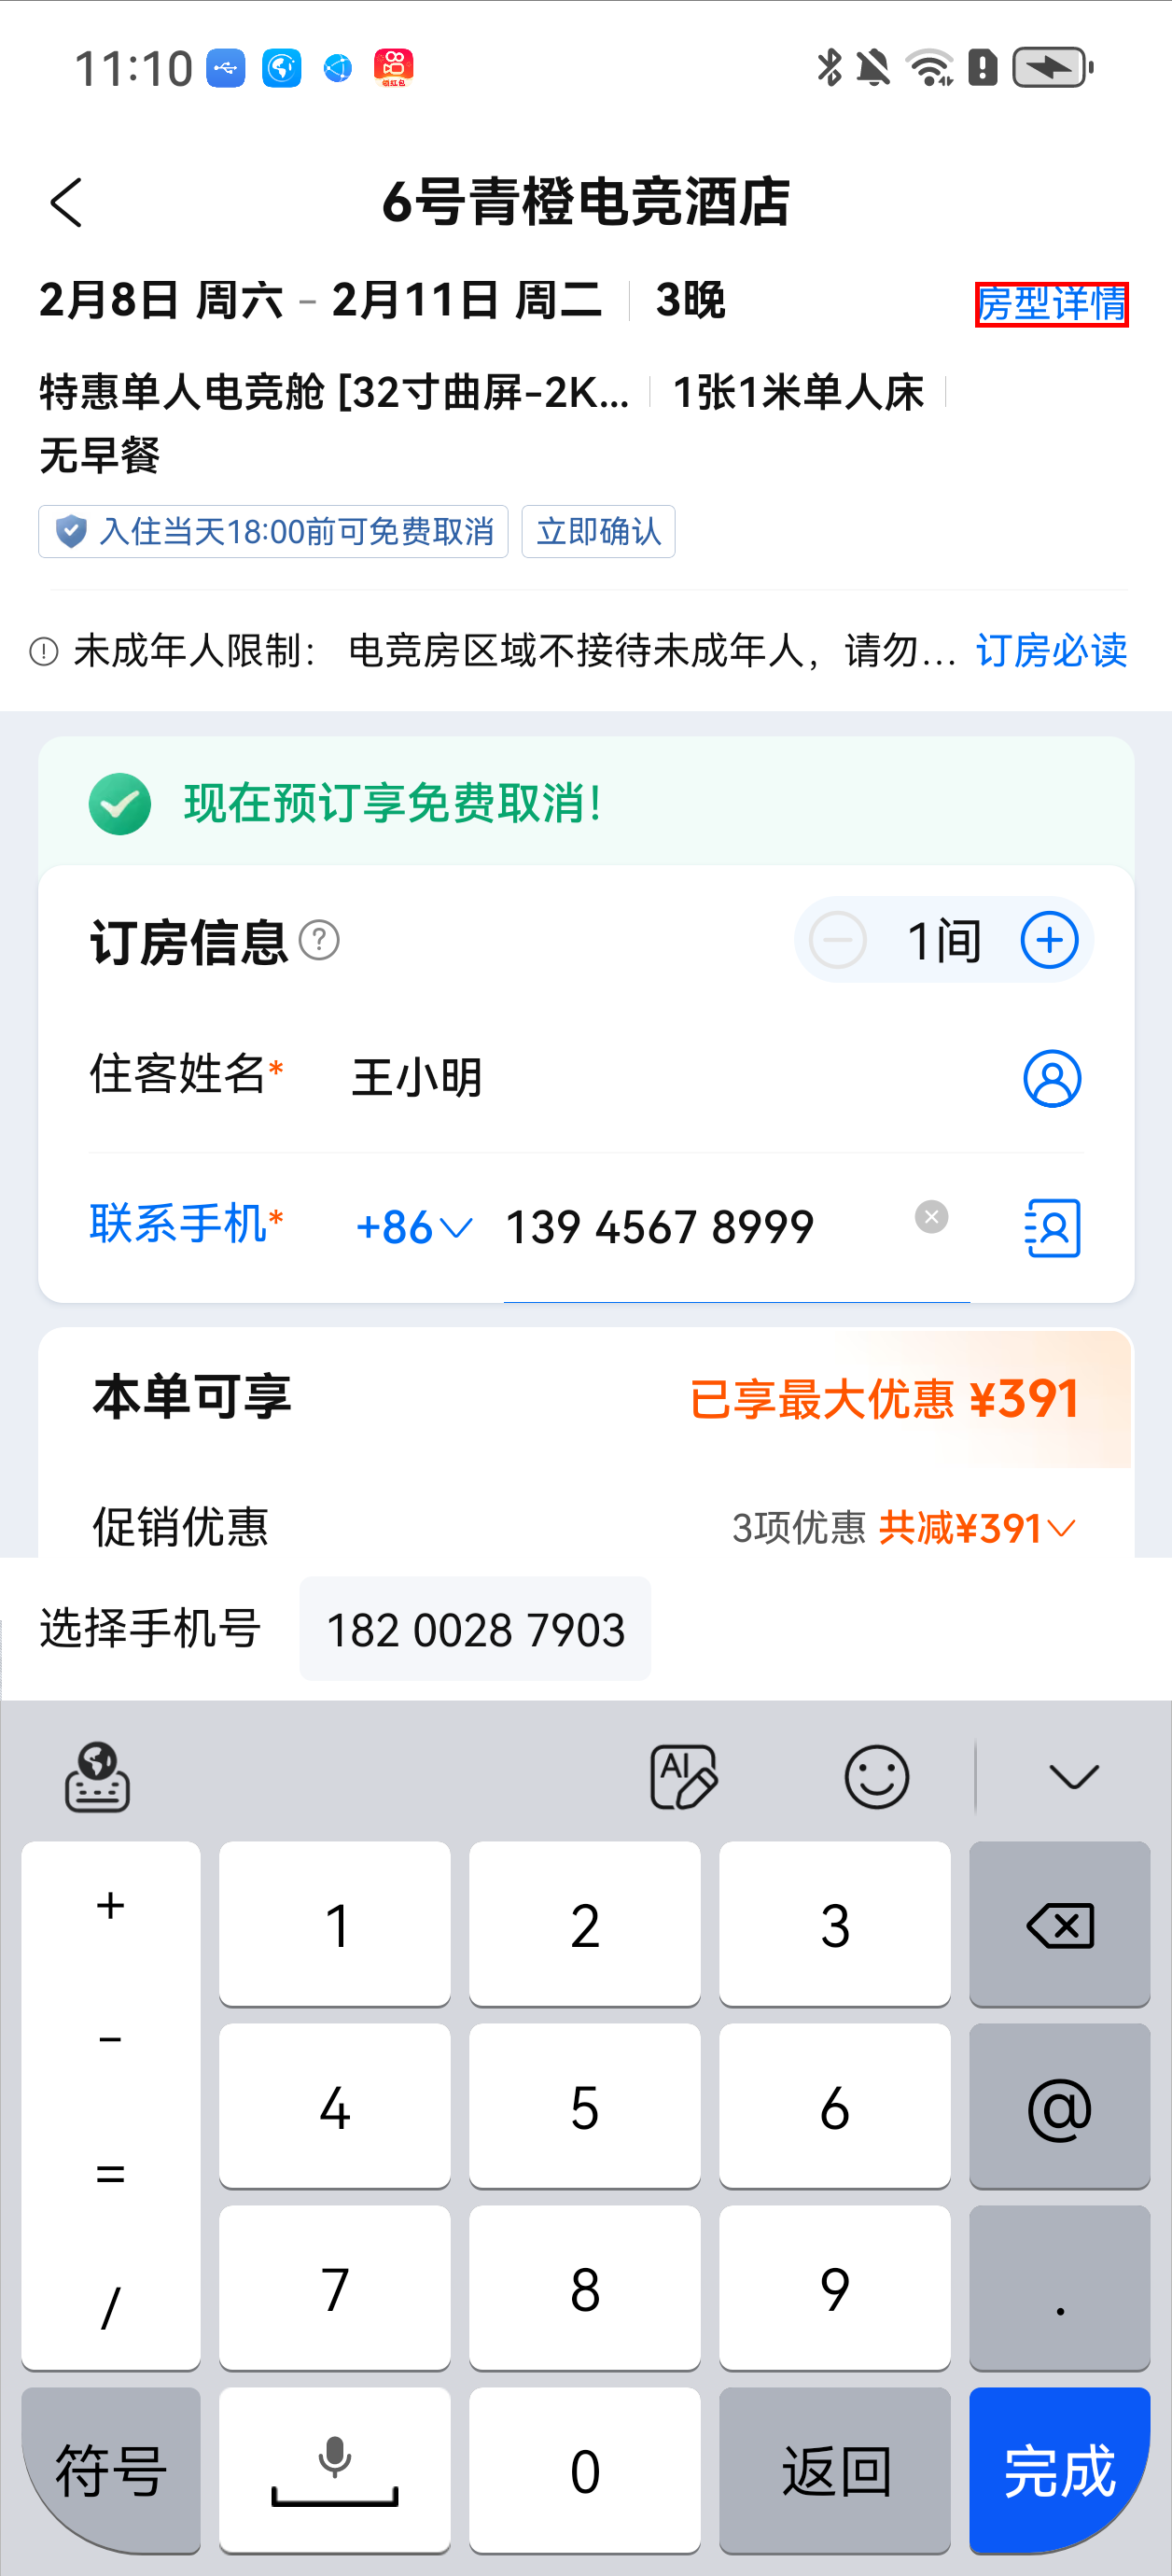 11:10
领红包
6号青橙电竞酒店
2月8日 周六 - 2月11日 周二 3晚 房型详情
特惠单人电竞舱 [32寸曲屏-2K... 1张1米单人床
无早餐
入住当天18:00前可免费取消 立即确认
未成年人限制： 电竞房区域不接待未成年人，请勿... 订房必读
现在预订享免费取消！
订房信息 ? 1间
住客姓名* 王小明
联系手机* +86 139 4567 8999
本单可享 已享最大优惠 ¥391
促销优惠 3项优惠 共减¥391
选择手机号 182 0028 7903
AI
+ 1 2 3
- 4 5 6 @
=
/ 7 8 9 .
符号 0 返回 完成